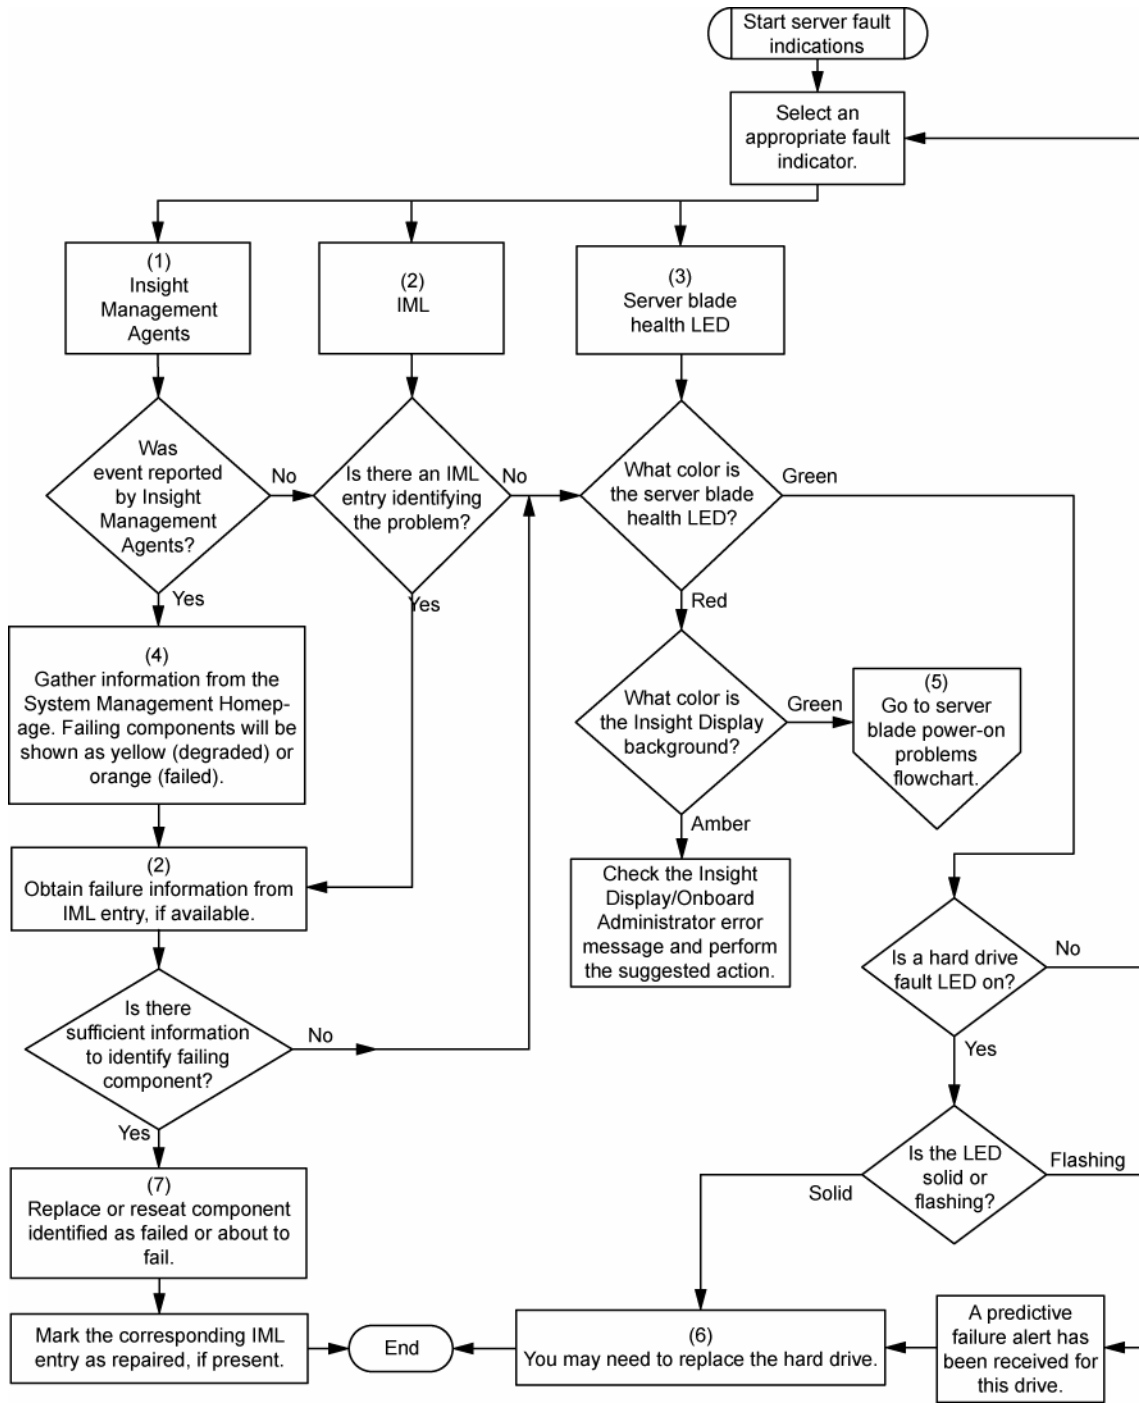 Start server fault
indications
Select an
appropriate fault
indicator.
(1)
Insight
Management
Agents
(2)
IML
(3)
Server blade
health LED
Was
event reported
by Insight
Management
Agents?
No
Is there an IML
entry identifying
the problem?
No
What color is
the server blade
health LED?
Green
Yes
Yes
Red
(4)
Gather information from the
System Management Homep-
age. Failing components will be
shown as yellow (degraded) or
orange (failed).
What color is
the Insight Display
background?
Green
(5)
Go to server
blade power-on
problems
flowchart.
Amber
(2)
Obtain failure information from
IML entry, if available.
Check the Insight
Display/Onboard
Administrator error
message and perform
the suggested action.
Is a hard drive
fault LED on?
No
Is there
sufficient information
to identify failing
component?
No
Yes
Yes
Is the LED
solid or
flashing?
Flashing
Solid
(7)
Replace or reseat component
identified as failed or about to
fail.
Mark the corresponding IML
entry as repaired, if present.
End
(6)
You may need to replace the hard drive.
A predictive
failure alert has
been received for
this drive.